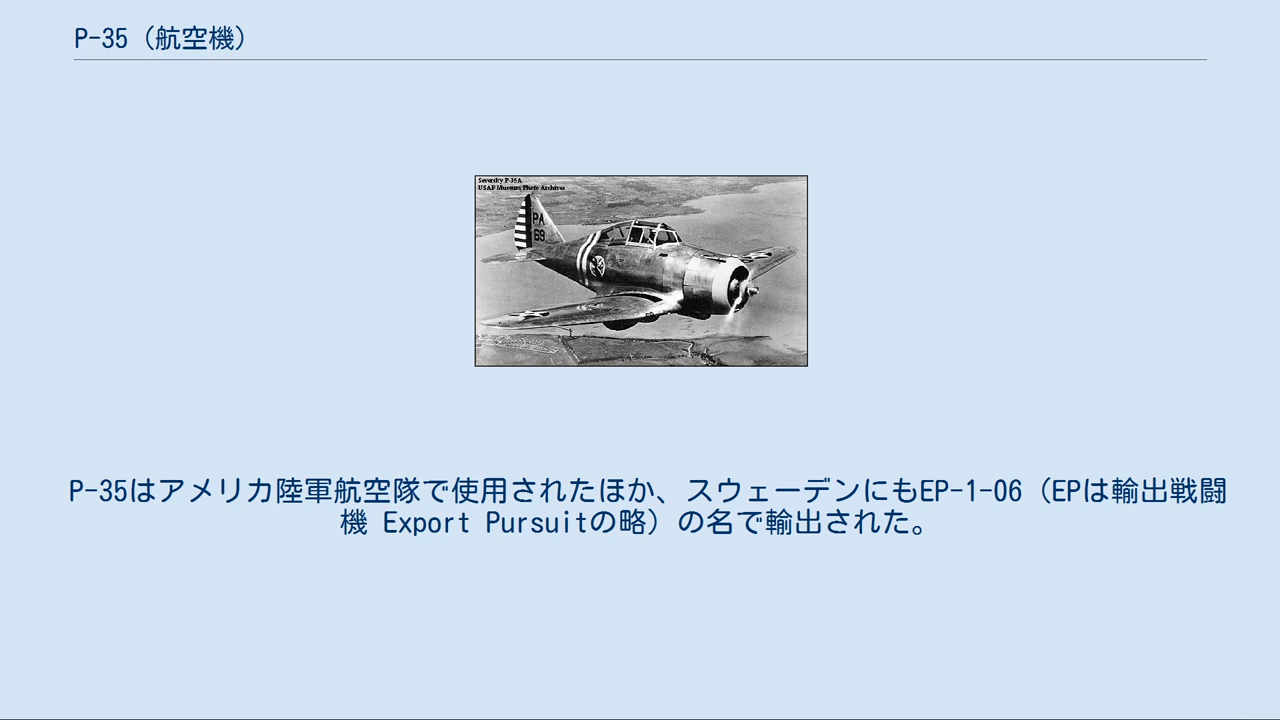 P-35（航空機）
Seversky P-35A
USAF Museum Photo Archives
PA
69
P-35はアメリカ陸軍航空隊で使用されたほか、スウェーデンにもEP-1-06（EPは輸出戦闘
機 Export Pursuitの略）の名で輸出された。